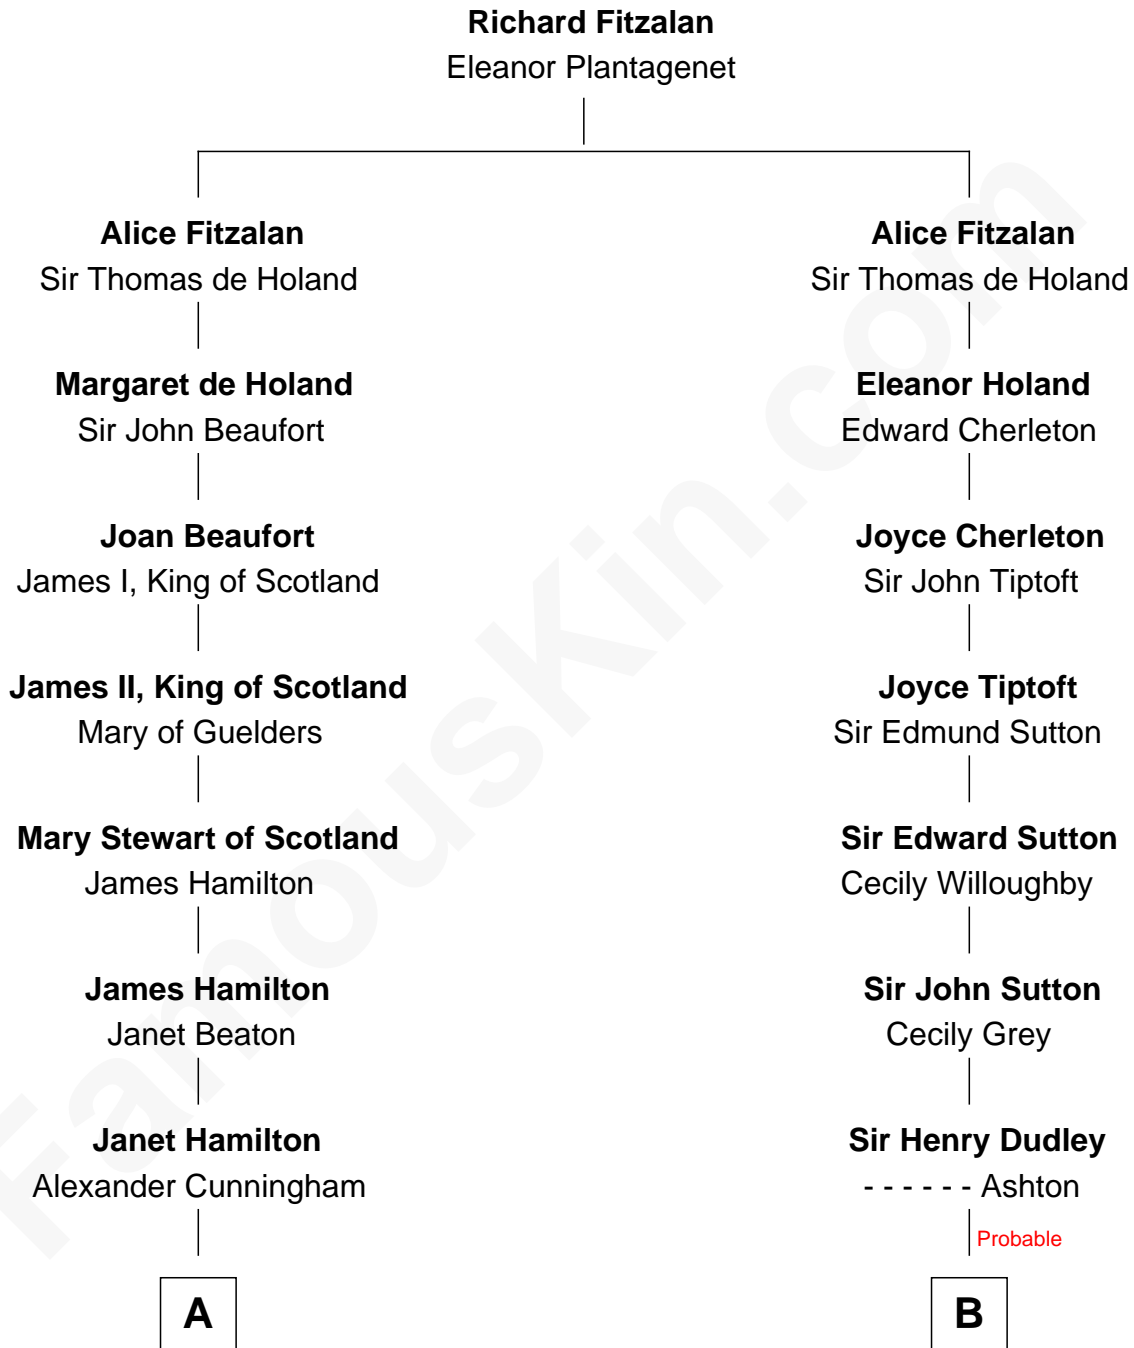 Richard Fitzalan
Eleanor Plantagenet
Alice Fitzalan
Sir Thomas de Holand
Margaret de Holand
Sir John Beaufort
Joan Beaufort
James I, King of Scotland
James II, King of Scotland
Mary of Guelders
Mary Stewart of Scotland
James Hamilton
James Hamilton
Janet Beaton
Janet Hamilton
Alexander Cunningham
A
Alice Fitzalan
Sir Thomas de Holand
Eleanor Holand
Edward Cherleton
Joyce Cherleton
Sir John Tiptoft
Joyce Tiptoft
Sir Edmund Sutton
Sir Edward Sutton
Cecily Willoughby
Sir John Sutton
Cecily Grey
Sir Henry Dudley
- - - - - - Ashton
Probable
B
FamousKin.com